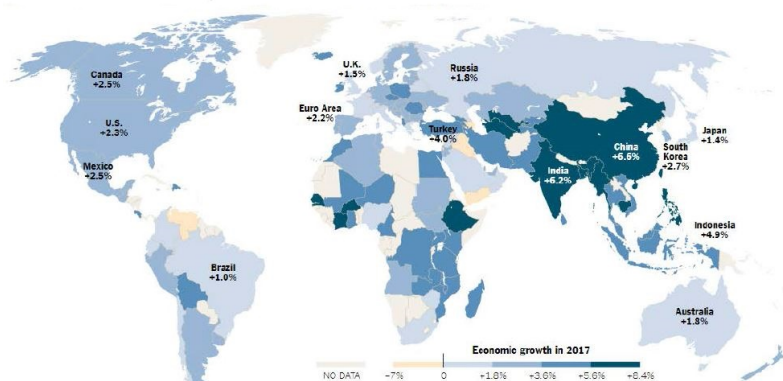 Canada
+2.5%
U.S.
+2.3%
Mexico
+2.5%
Brazil
+1.0%
U.K.
+1.5%
Euro Area
+2.2%
Russia
+1.8%
Turkey
+4.0%
China
+6.6%
India
+6.2%
Japan
+1.4%
South
Korea
+2.7%
Indonesia
+4.9%
Australia
+1.8%
Economic growth in 2017
NO DATA −7% 0 +1.8% +3.6% +5.6% +8.4%